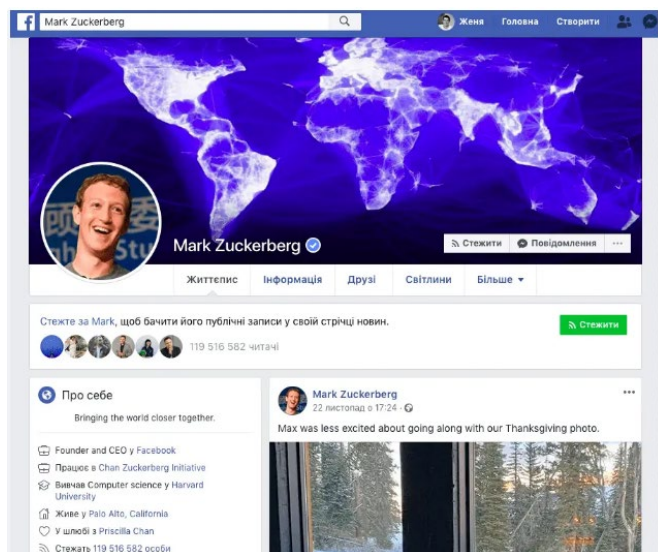 Mark Zuckerberg
Женя Головна Створити
Mark Zuckerberg
Стежити Повідомлення ...
Життєпис Інформація Друзі Світлини Більше
Стежте за Mark, щоб бачити його публічні записи у своїй стрічці новин.
Стежити
119 516 582 читачі
Про себе
Bringing the world closer together.
Founder and CEO у Facebook
Працює в Chan Zuckerberg Initiative
Вивчав Computer science у Harvard
University
Живе у Palo Alto, California
У шлюбі з Priscilla Chan
Стежать 119 516 582 особи
Mark Zuckerberg
22 листопад о 17:24 ·
Max was less excited about going along with our Thanksgiving photo.